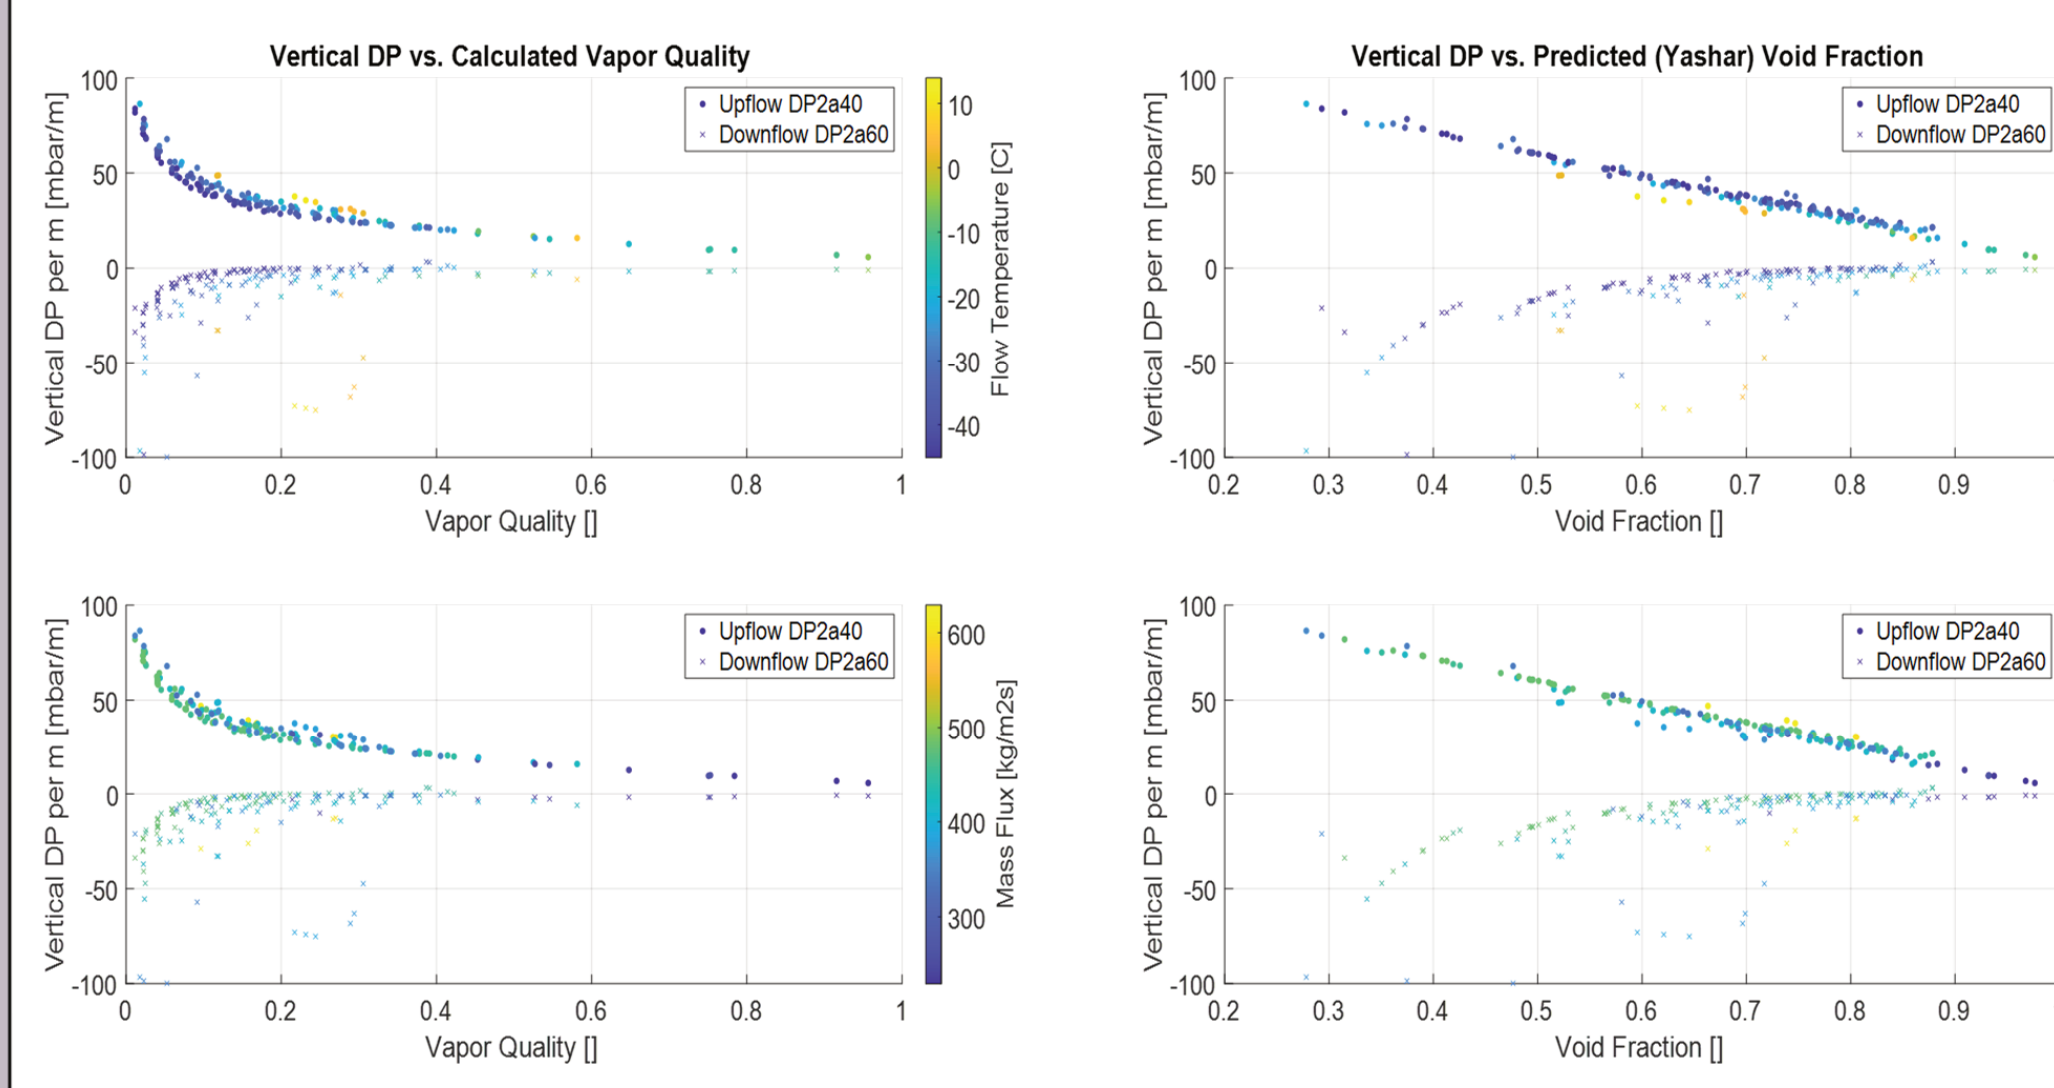 Vertical DP vs. Calculated Vapor Quality
100
50
0
-50
-100
Vertical DP per m [mbar/m]
Upflow DP2a40
Downflow DP2a60
0 0.2 0.4 0.6 0.8 1
Vapor Quality []
10
0
-10
-20
-30
-40
Flow Temperature [C]
Vertical DP vs. Predicted (Yashar) Void Fraction
100
50
0
-50
-100
Vertical DP per m [mbar/m]
Upflow DP2a40
Downflow DP2a60
0.2 0.3 0.4 0.5 0.6 0.7 0.8 0.9
Void Fraction []
100
50
0
-50
-100
Vertical DP per m [mbar/m]
Upflow DP2a40
Downflow DP2a60
0 0.2 0.4 0.6 0.8 1
Vapor Quality []
600
500
400
300
Mass Flux [kg/m2s]
100
50
0
-50
-100
Vertical DP per m [mbar/m]
Upflow DP2a40
Downflow DP2a60
0.2 0.3 0.4 0.5 0.6 0.7 0.8 0.9
Void Fraction []